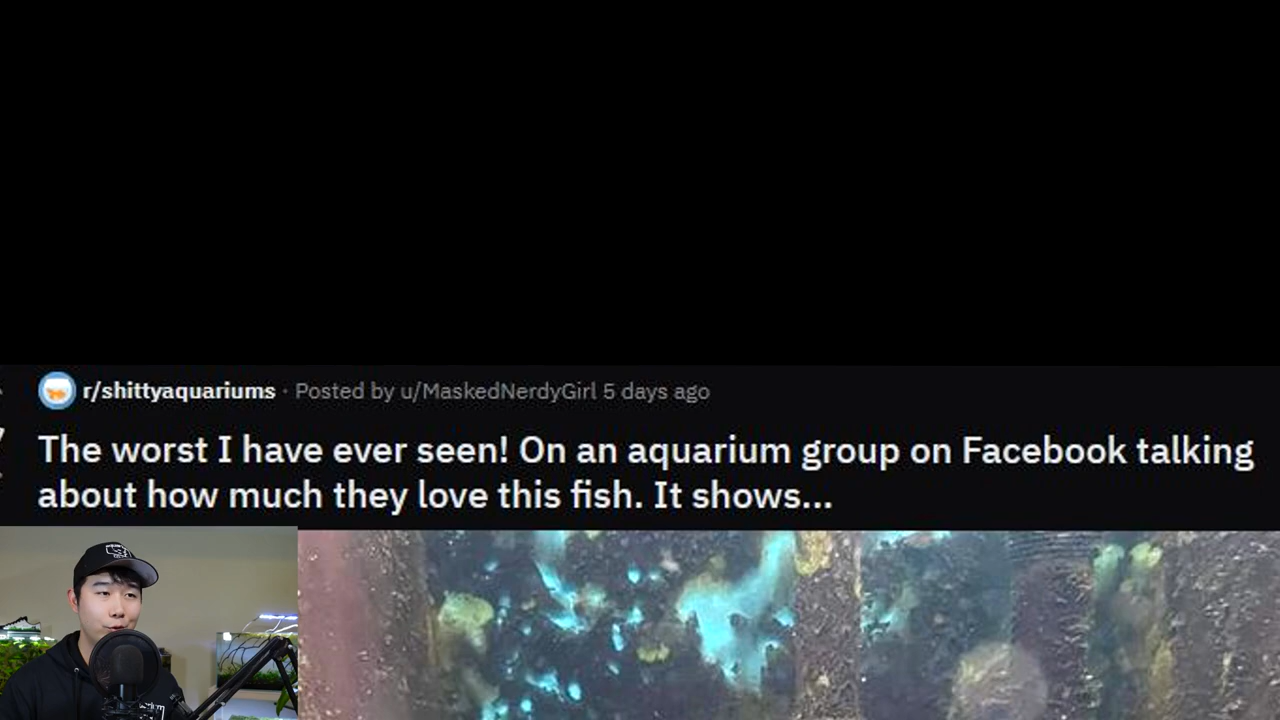 r/shittyaquariums · Posted by u/MaskedNerdyGirl 5 days ago
The worst I have ever seen! On an aquarium group on Facebook talking
about how much they love this fish. It shows...